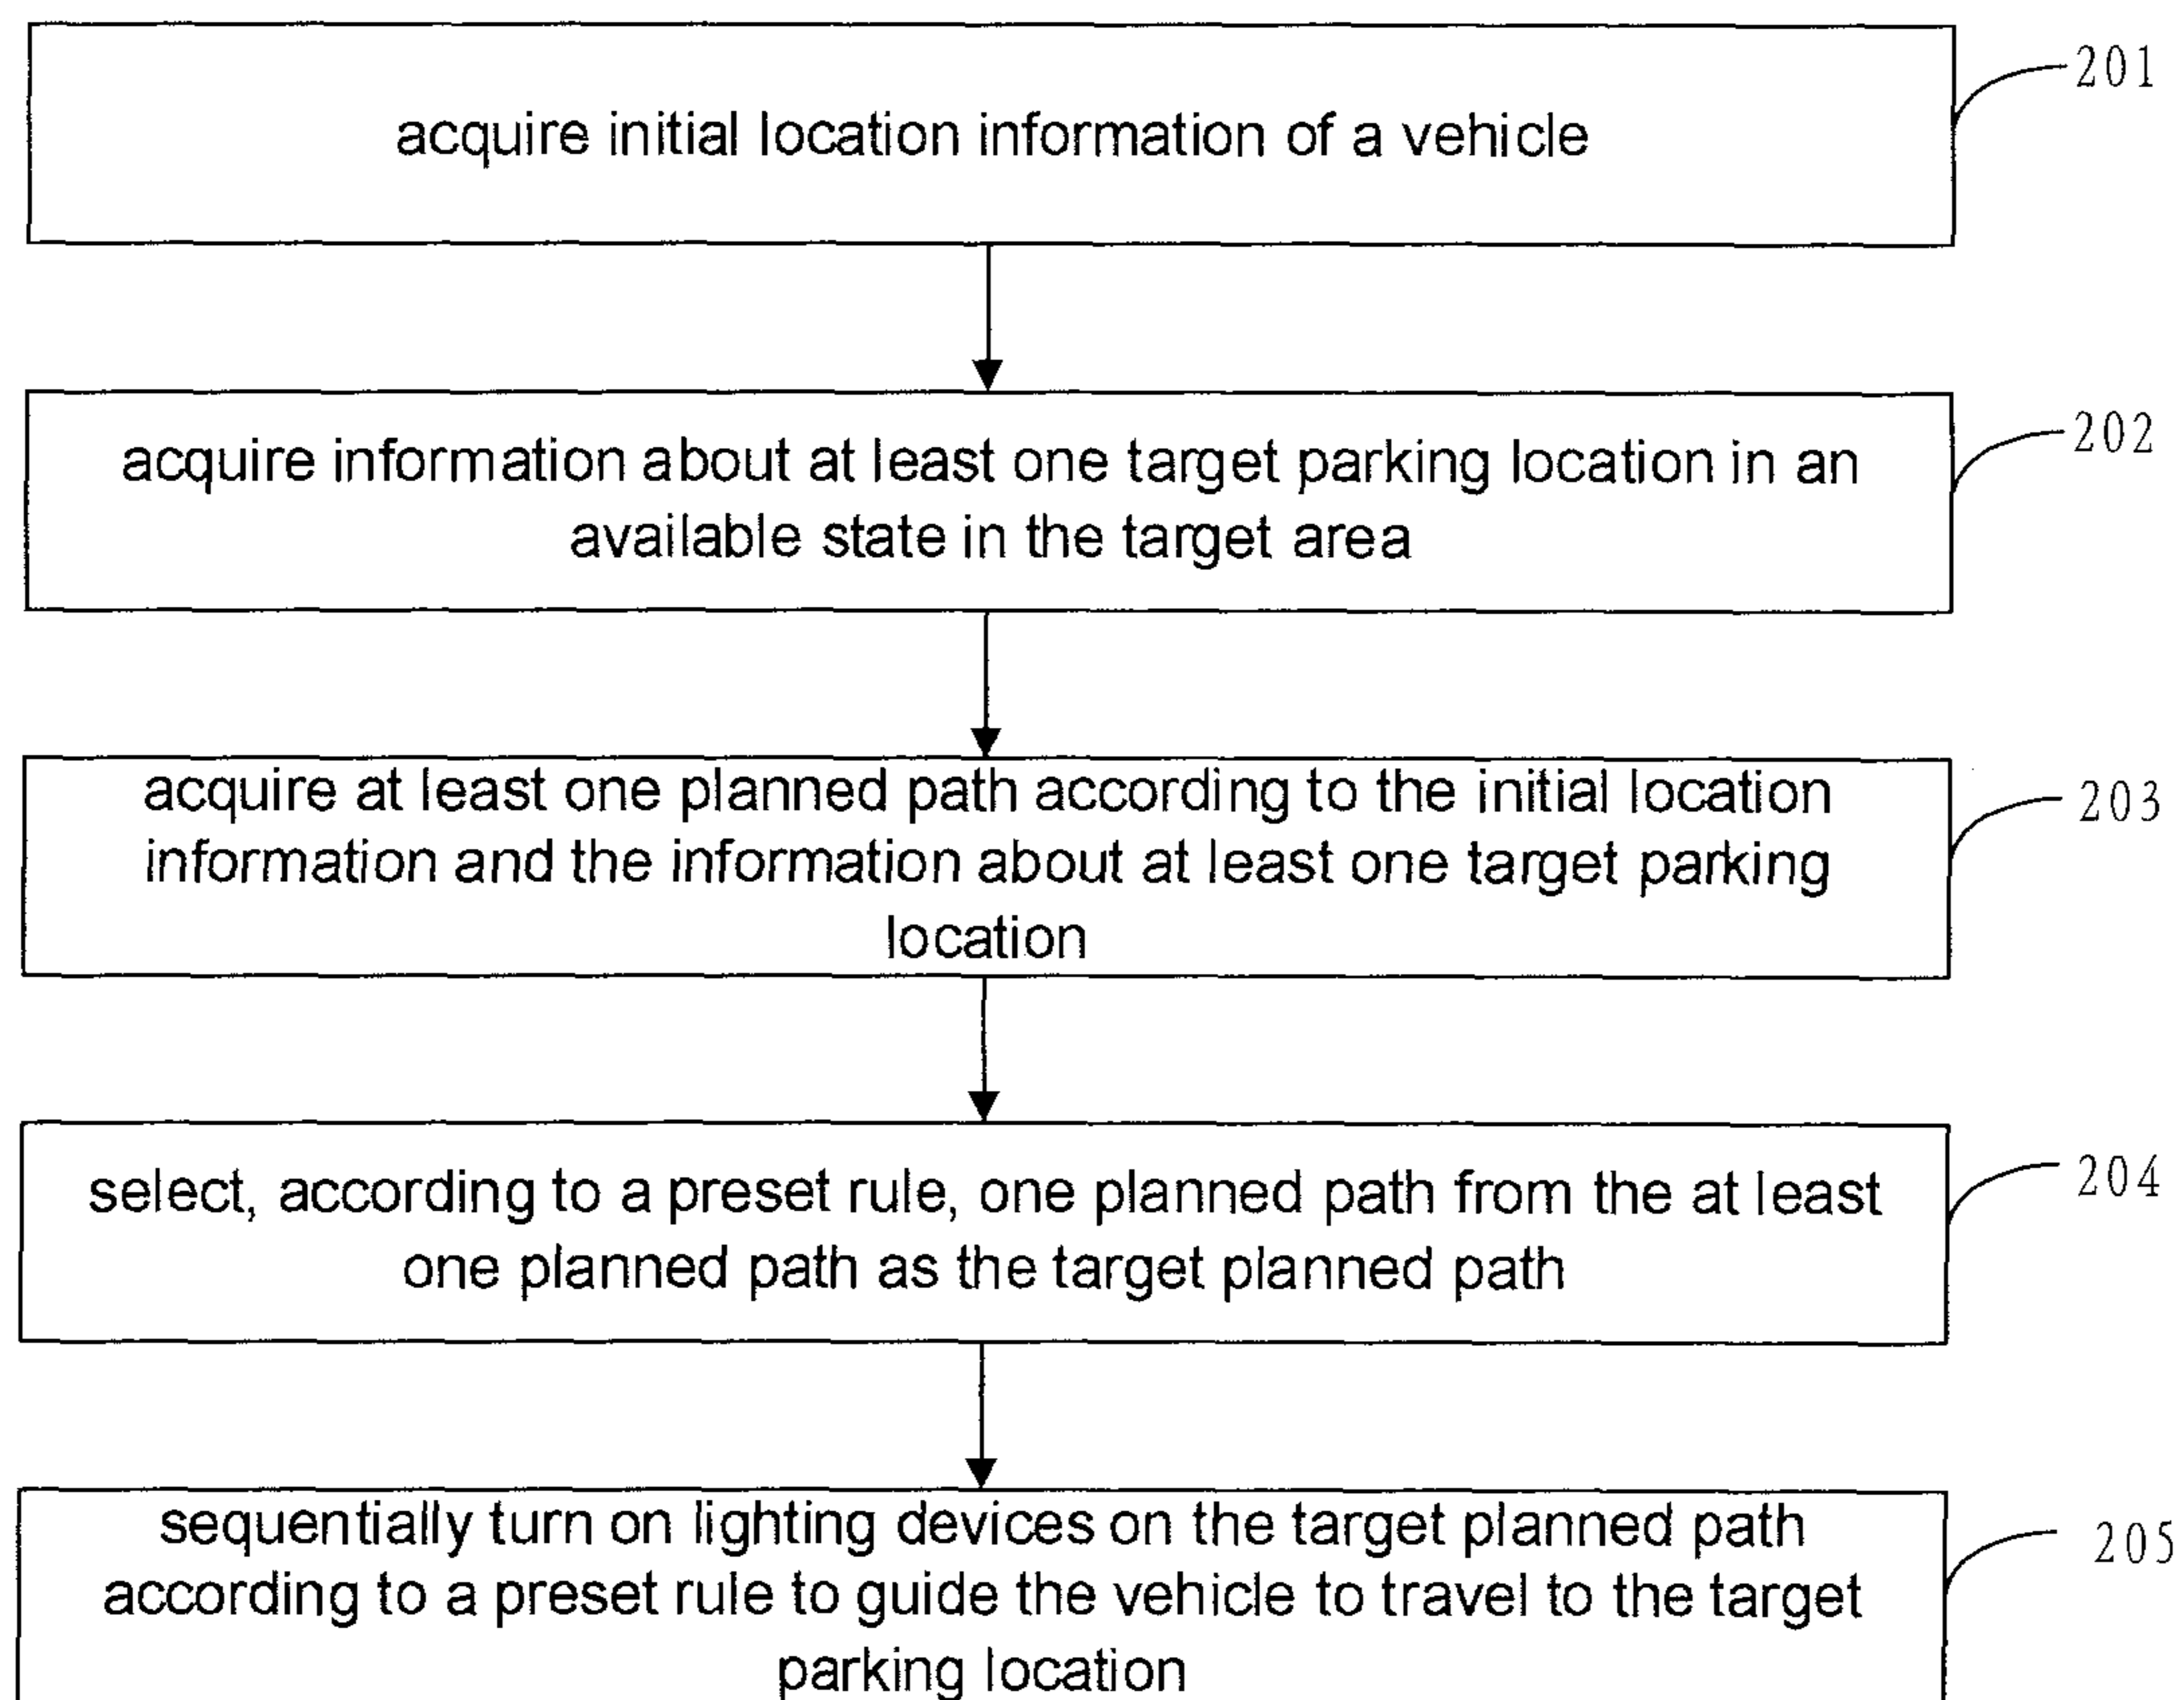 201
acquire initial location information of a vehicle
202
acquire information about at least one target parking location in an
available state in the target area
203
acquire at least one planned path according to the initial location
information and the information about at least one target parking
location
204
select, according to a preset rule, one planned path from the at least
one planned path as the target planned path
205
sequentially turn on lighting devices on the target planned path
according to a preset rule to guide the vehicle to travel to the target
parking location